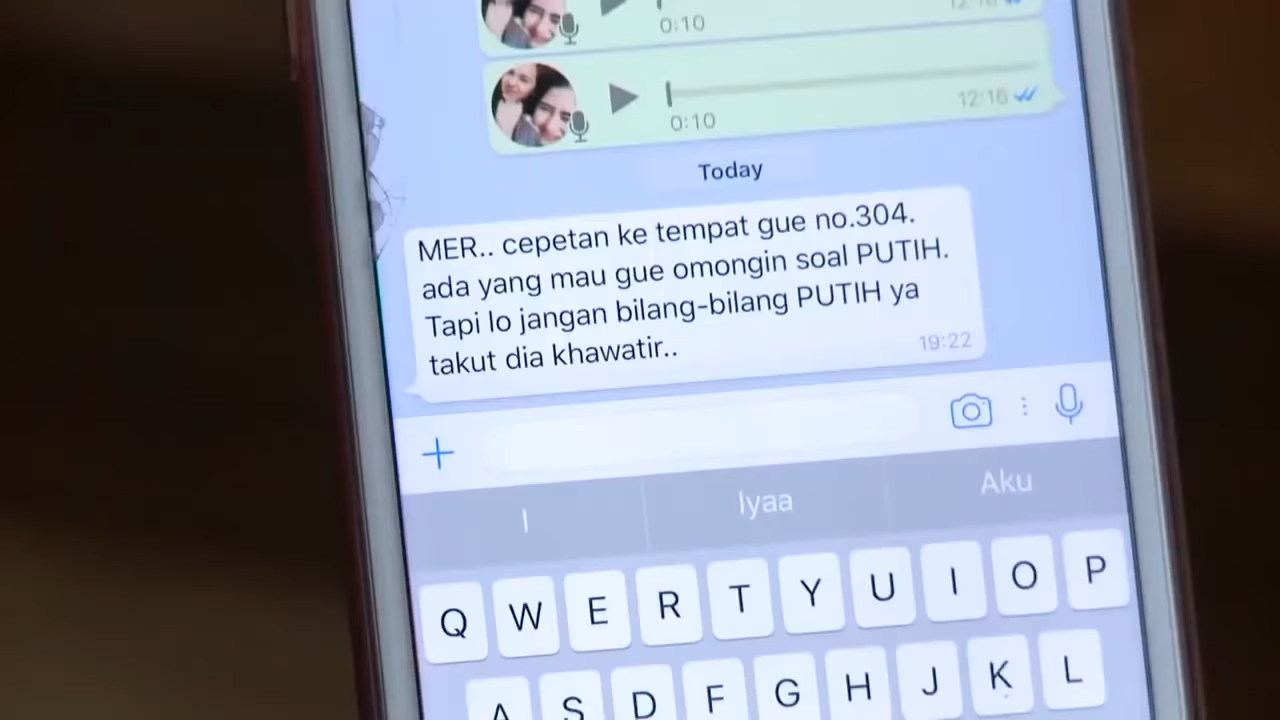 0:10
0:10
12:16
Today
MER.. cepetan ke tempat gue no.304.
ada yang mau gue omongin soal PUTIH.
Tapi lo jangan bilang-bilang PUTIH ya
takut dia khawatir..
19:22
I
Iyaa
Aku
Q W E R T Y U I O P
A S D F G H J K L